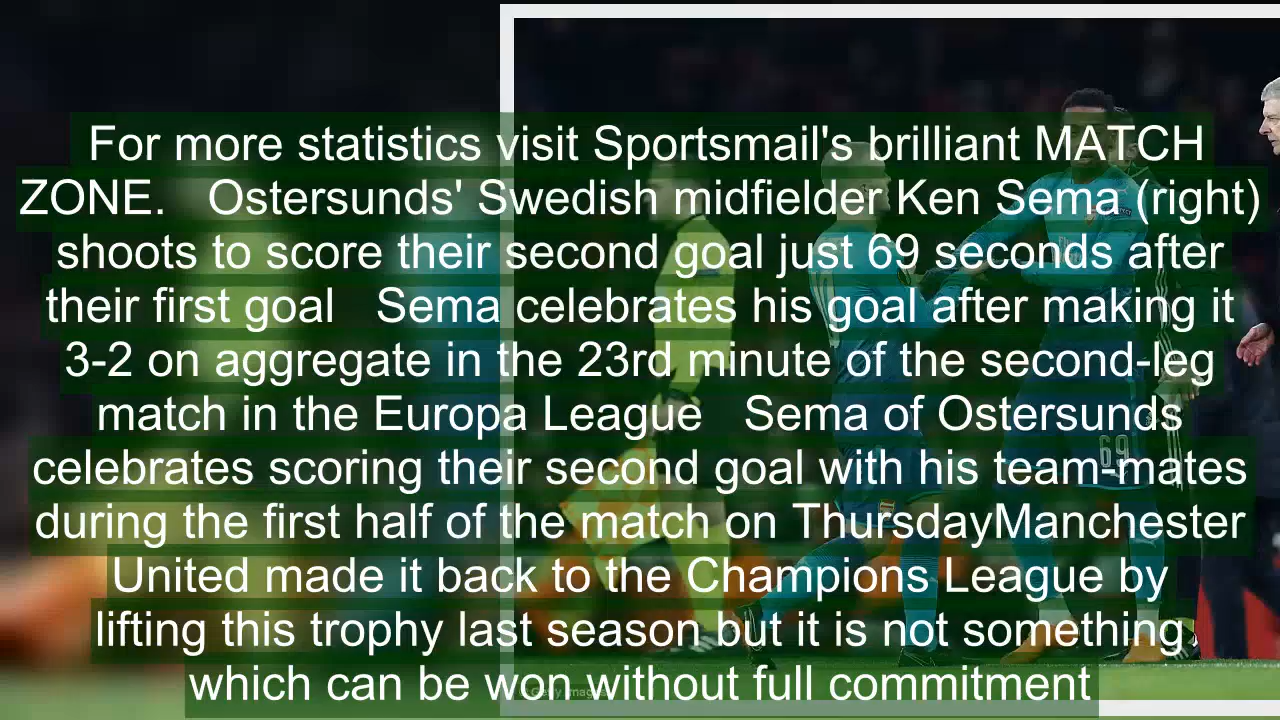 For more statistics visit Sportsmail's brilliant MATCH
ZONE.   Ostersunds' Swedish midfielder Ken Sema (right)
shoots to score their second goal just 69 seconds after
their first goal   Sema celebrates his goal after making it
3-2 on aggregate in the 23rd minute of the second-leg
match in the Europa League   Sema of Ostersunds
celebrates scoring their second goal with his team-mates
during the first half of the match on ThursdayManchester
United made it back to the Champions League by
lifting this trophy last season but it is not something
which can be won without full commitment
69